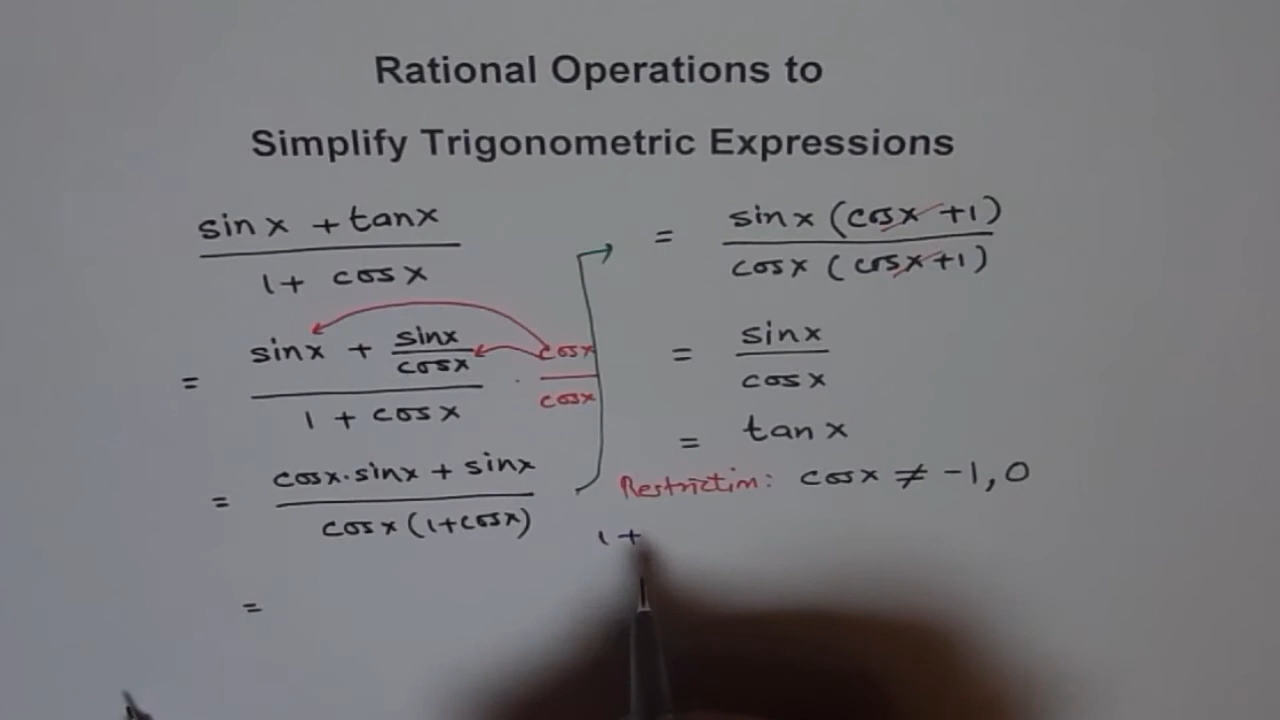 Rational Operations to
Simplify Trigonometric Expressions
sin x + tan x
1 + cos x
= sin x + sin x / cos x · cos x
1 + cos x cos x
= cos x · sin x + sin x
cos x (1 + cos x)
=
= sin x (cos x + 1)
cos x (cos x + 1)
= sin x
cos x
= tan x
Restrictim: cos x ≠ -1, 0
1 +